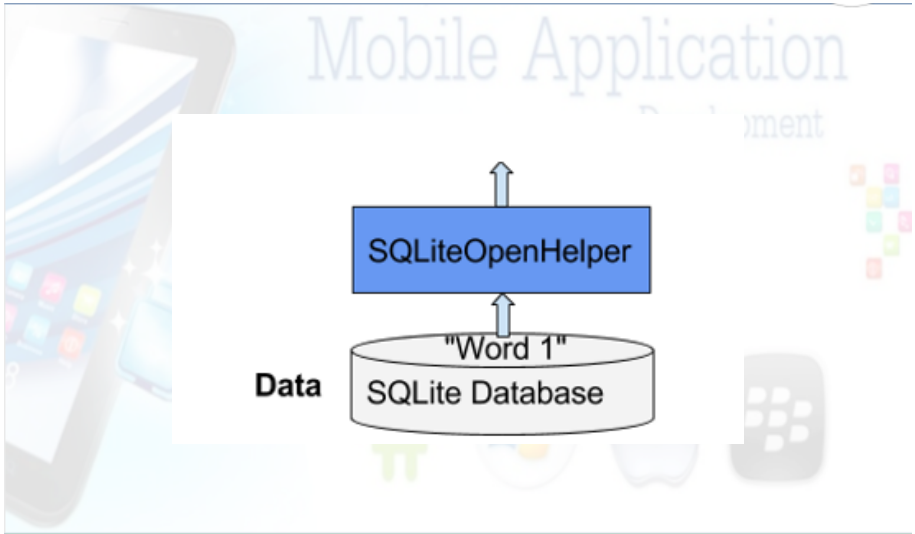 Mobile Application
SQLiteOpenHelper
"Word 1"
Data
SQLite Database